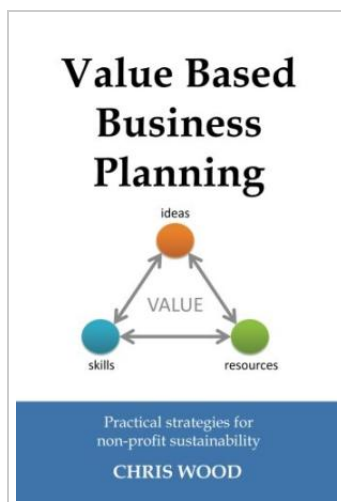 Value Based
Business
Planning
ideas
VALUE
skills
resources
Practical strategies for
non-profit sustainability
CHRIS WOOD